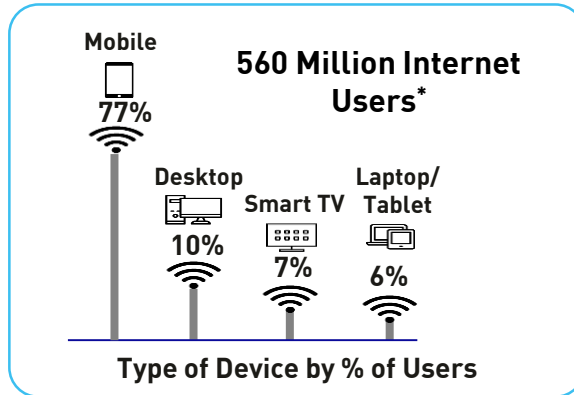 560 Million Internet
Users*
Mobile
77%
Desktop
10%
Smart TV
7%
Laptop/
Tablet
6%
Type of Device by % of Users